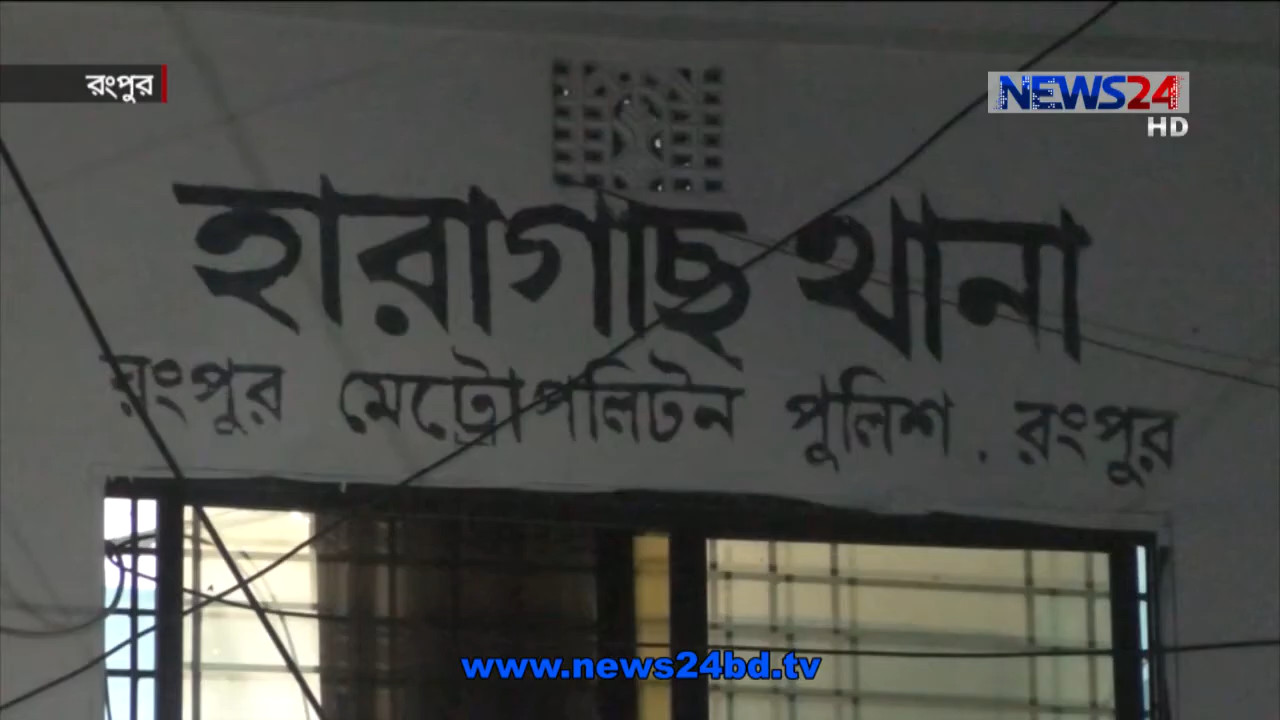 রংপুর
NEWS24
HD
হারাগাছ থানা
রংপুর মেট্রোপলিটন পুলিশ . রংপুর
www.news24bd.tv